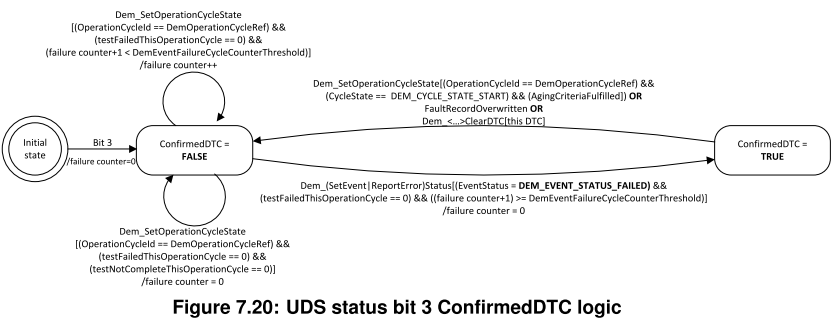 Dem_SetOperationCycleState
[(OperationCycleId == DemOperationCycleRef) &&
(testFailedThisOperationCycle == 0) &&
(failure counter+1 < DemEventFailureCycleCounterThreshold)]
/failure counter++
Dem_SetOperationCycleState[(OperationCycleId == DemOperationCycleRef) &&
(CycleState == DEM_CYCLE_STATE_START) && (AgingCriteriaFulfilled]) OR
FaultRecordOverwritten OR
Dem_<...>ClearDTC[this DTC]
Initial
state
Bit 3
/failure counter=0
ConfirmedDTC =
FALSE
ConfirmedDTC =
TRUE
Dem_(SetEvent|ReportError)Status[(EventStatus = DEM_EVENT_STATUS_FAILED) &&
(testFailedThisOperationCycle == 0) && ((failure counter+1) >= DemEventFailureCycleCounterThreshold)]
/failure counter = 0
Dem_SetOperationCycleState
[(OperationCycleId == DemOperationCycleRef) &&
(testFailedThisOperationCycle == 0) &&
(testNotCompleteThisOperationCycle == 0)]
/failure counter = 0
Figure 7.20: UDS status bit 3 ConfirmedDTC logic